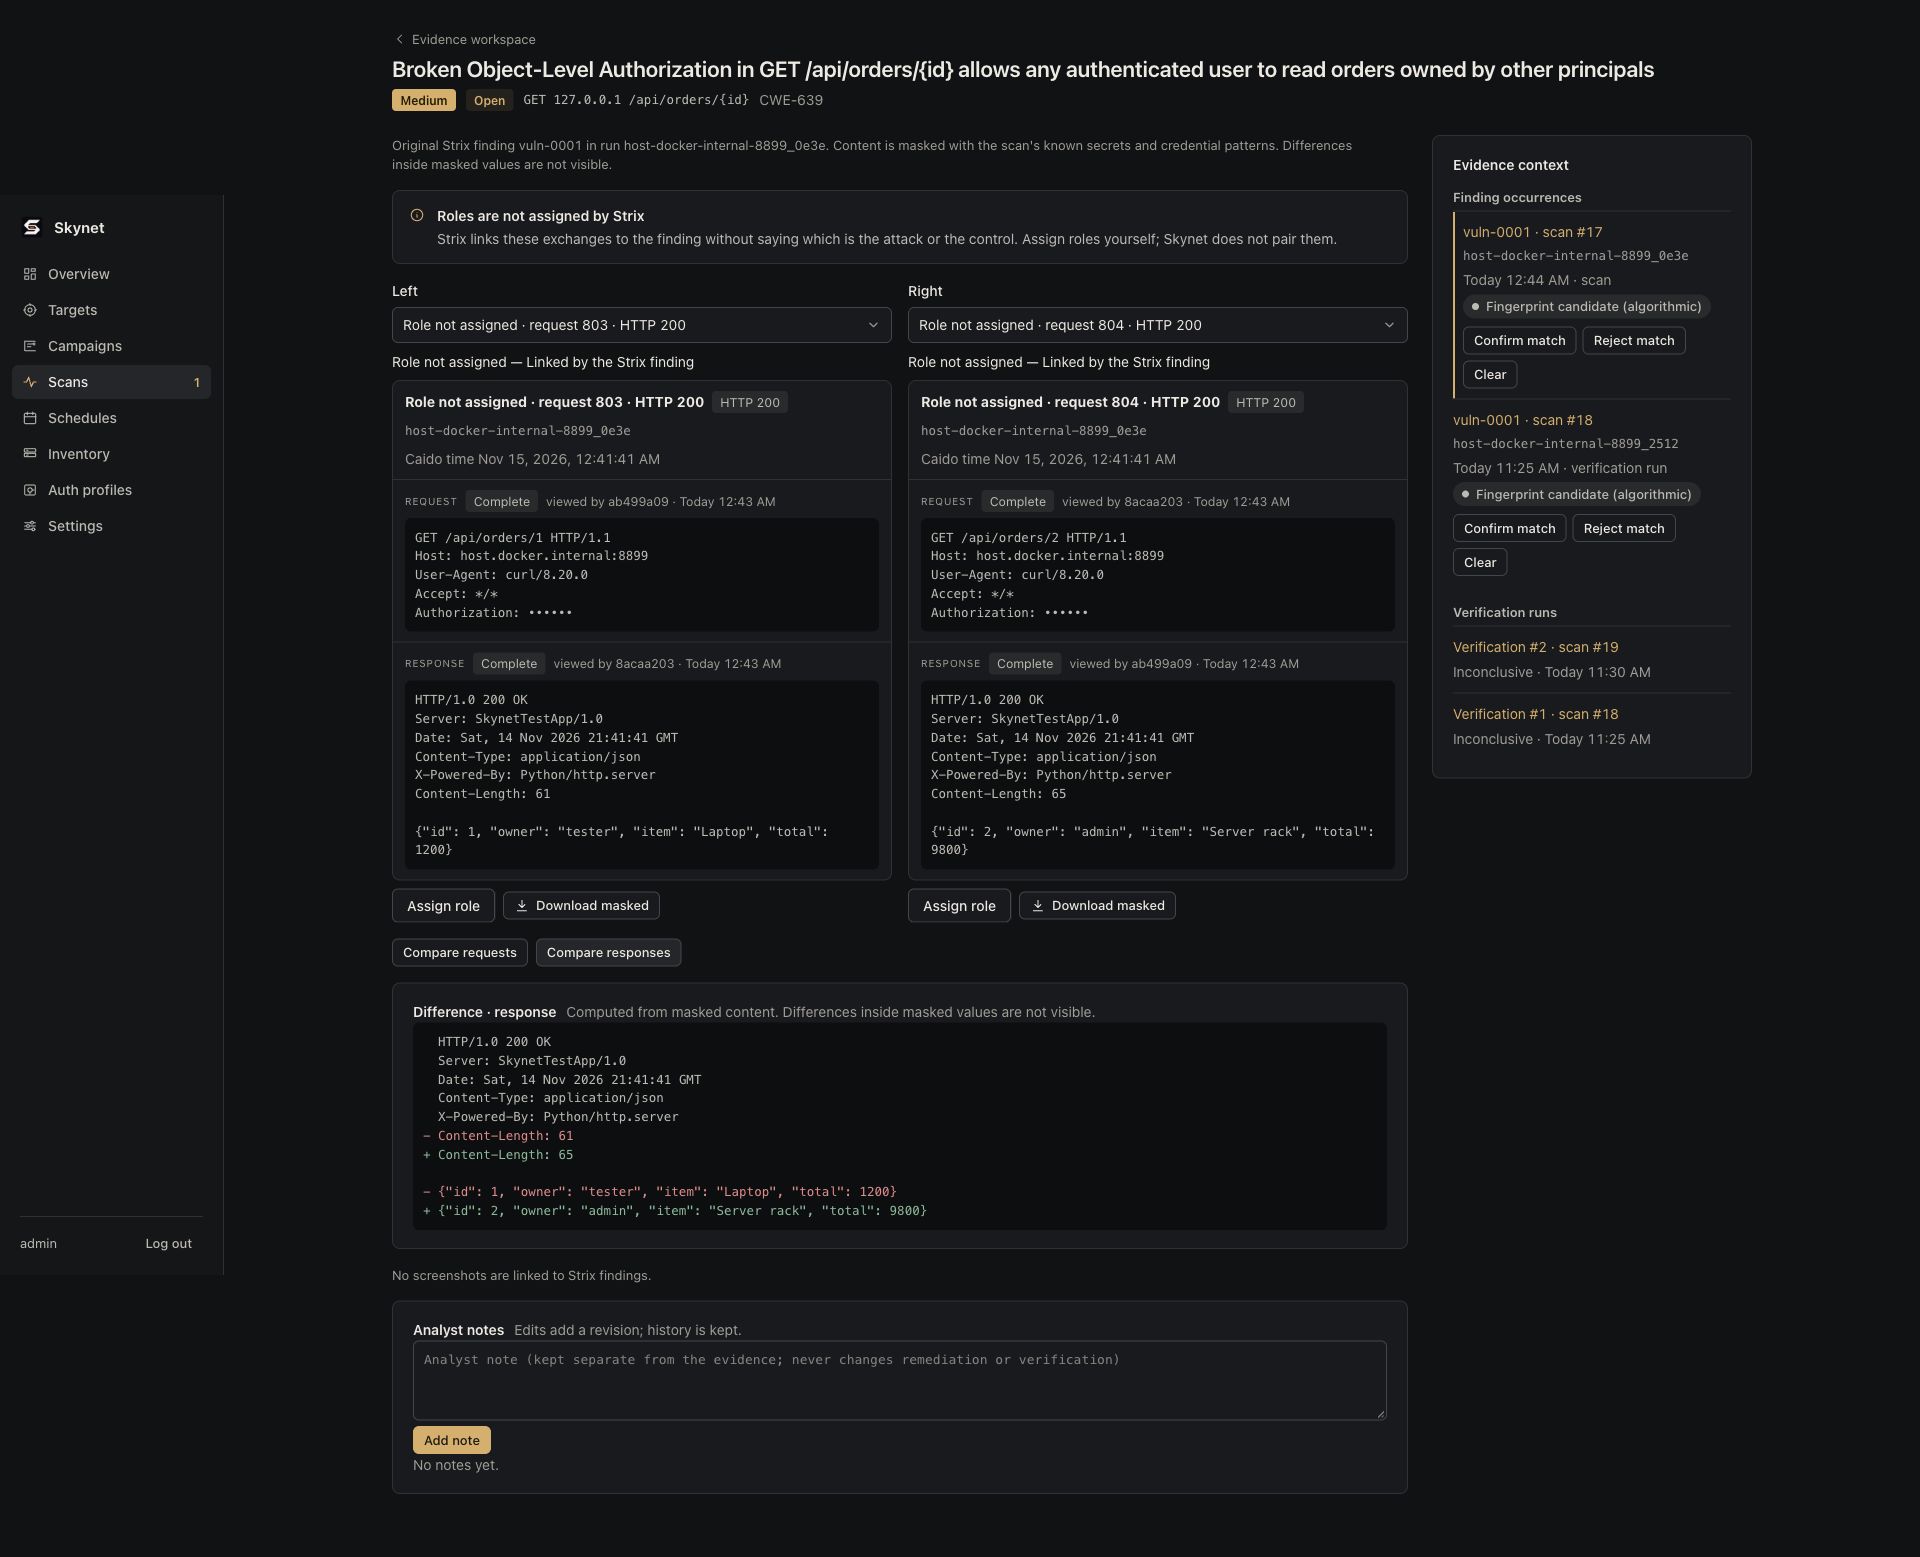 Evidence workspace
Broken Object-Level Authorization in GET /api/orders/{id} allows any authenticated user to read orders owned by other principals
Medium Open GET 127.0.0.1 /api/orders/{id} CWE-639
Skynet
Overview
Targets
Campaigns
Scans 1
Schedules
Inventory
Auth profiles
Settings
admin Log out
Original Strix finding vuln-0001 in run host-docker-internal-8899_0e3e. Content is masked with the scan's known secrets and credential patterns. Differences
inside masked values are not visible.
Roles are not assigned by Strix
Strix links these exchanges to the finding without saying which is the attack or the control. Assign roles yourself; Skynet does not pair them.
Left
Role not assigned · request 803 · HTTP 200
Role not assigned — Linked by the Strix finding
Role not assigned · request 803 · HTTP 200 HTTP 200
host-docker-internal-8899_0e3e
Caido time Nov 15, 2026, 12:41:41 AM
REQUEST Complete viewed by ab499a09 · Today 12:43 AM
GET /api/orders/1 HTTP/1.1
Host: host.docker.internal:8899
User-Agent: curl/8.20.0
Accept: */*
Authorization: ••••••
RESPONSE Complete viewed by 8acaa203 · Today 12:43 AM
HTTP/1.0 200 OK
Server: SkynetTestApp/1.0
Date: Sat, 14 Nov 2026 21:41:41 GMT
Content-Type: application/json
X-Powered-By: Python/http.server
Content-Length: 61
{"id": 1, "owner": "tester", "item": "Laptop", "total":
1200}
Assign role Download masked
Right
Role not assigned · request 804 · HTTP 200
Role not assigned — Linked by the Strix finding
Role not assigned · request 804 · HTTP 200 HTTP 200
host-docker-internal-8899_0e3e
Caido time Nov 15, 2026, 12:41:41 AM
REQUEST Complete viewed by 8acaa203 · Today 12:43 AM
GET /api/orders/2 HTTP/1.1
Host: host.docker.internal:8899
User-Agent: curl/8.20.0
Accept: */*
Authorization: ••••••
RESPONSE Complete viewed by ab499a09 · Today 12:43 AM
HTTP/1.0 200 OK
Server: SkynetTestApp/1.0
Date: Sat, 14 Nov 2026 21:41:41 GMT
Content-Type: application/json
X-Powered-By: Python/http.server
Content-Length: 65
{"id": 2, "owner": "admin", "item": "Server rack", "total":
9800}
Assign role Download masked
Compare requests Compare responses
Difference · response Computed from masked content. Differences inside masked values are not visible.
HTTP/1.0 200 OK
Server: SkynetTestApp/1.0
Date: Sat, 14 Nov 2026 21:41:41 GMT
Content-Type: application/json
X-Powered-By: Python/http.server
- Content-Length: 61
+ Content-Length: 65
- {"id": 1, "owner": "tester", "item": "Laptop", "total": 1200}
+ {"id": 2, "owner": "admin", "item": "Server rack", "total": 9800}
No screenshots are linked to Strix findings.
Analyst notes Edits add a revision; history is kept.
Analyst note (kept separate from the evidence; never changes remediation or verification)
Add note
No notes yet.
Evidence context
Finding occurrences
vuln-0001 · scan #17
host-docker-internal-8899_0e3e
Today 12:44 AM · scan
Fingerprint candidate (algorithmic)
Confirm match Reject match
Clear
vuln-0001 · scan #18
host-docker-internal-8899_2512
Today 11:25 AM · verification run
Fingerprint candidate (algorithmic)
Confirm match Reject match
Clear
Verification runs
Verification #2 · scan #19
Inconclusive · Today 11:30 AM
Verification #1 · scan #18
Inconclusive · Today 11:25 AM